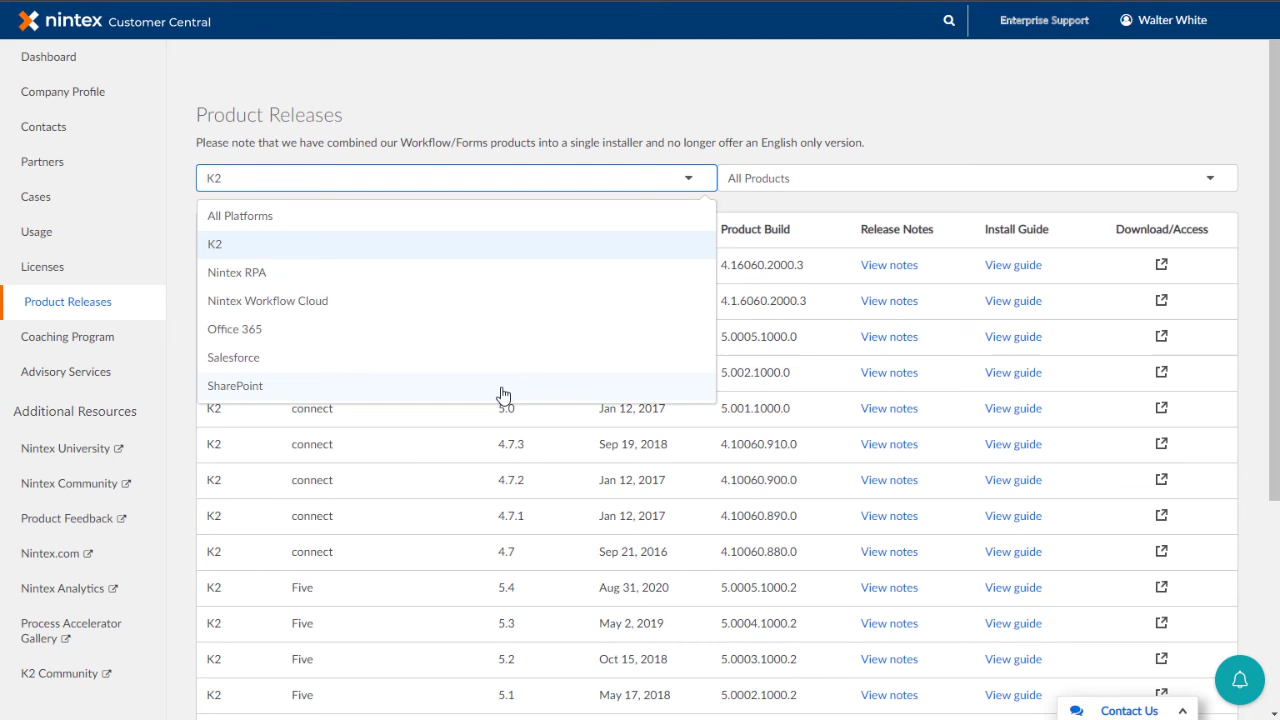 nintex Customer Central
Enterprise Support
Walter White
Dashboard
Company Profile
Contacts
Partners
Cases
Usage
Licenses
Product Releases
Coaching Program
Advisory Services
Additional Resources
Nintex University
Nintex Community
Product Feedback
Nintex.com
Nintex Analytics
Process Accelerator
Gallery
K2 Community
Product Releases
Please note that we have combined our Workflow/Forms products into a single installer and no longer offer an English only version.
K2
All Products
All Platforms
K2
Nintex RPA
Nintex Workflow Cloud
Office 365
Salesforce
SharePoint
Product Build Release Notes Install Guide Download/Access
4.16060.2000.3 View notes View guide
4.1.6060.2000.3 View notes View guide
5.0005.1000.0 View notes View guide
5.002.1000.0 View notes View guide
K2 connect 5.0 Jan 12, 2017 5.001.1000.0 View notes View guide
K2 connect 4.7.3 Sep 19, 2018 4.10060.910.0 View notes View guide
K2 connect 4.7.2 Jan 12, 2017 4.10060.900.0 View notes View guide
K2 connect 4.7.1 Jan 12, 2017 4.10060.890.0 View notes View guide
K2 connect 4.7 Sep 21, 2016 4.10060.880.0 View notes View guide
K2 Five 5.4 Aug 31, 2020 5.0005.1000.2 View notes View guide
K2 Five 5.3 May 2, 2019 5.0004.1000.2 View notes View guide
K2 Five 5.2 Oct 15, 2018 5.0003.1000.2 View notes View guide
K2 Five 5.1 May 17, 2018 5.0002.1000.2 View notes View guide
Contact Us